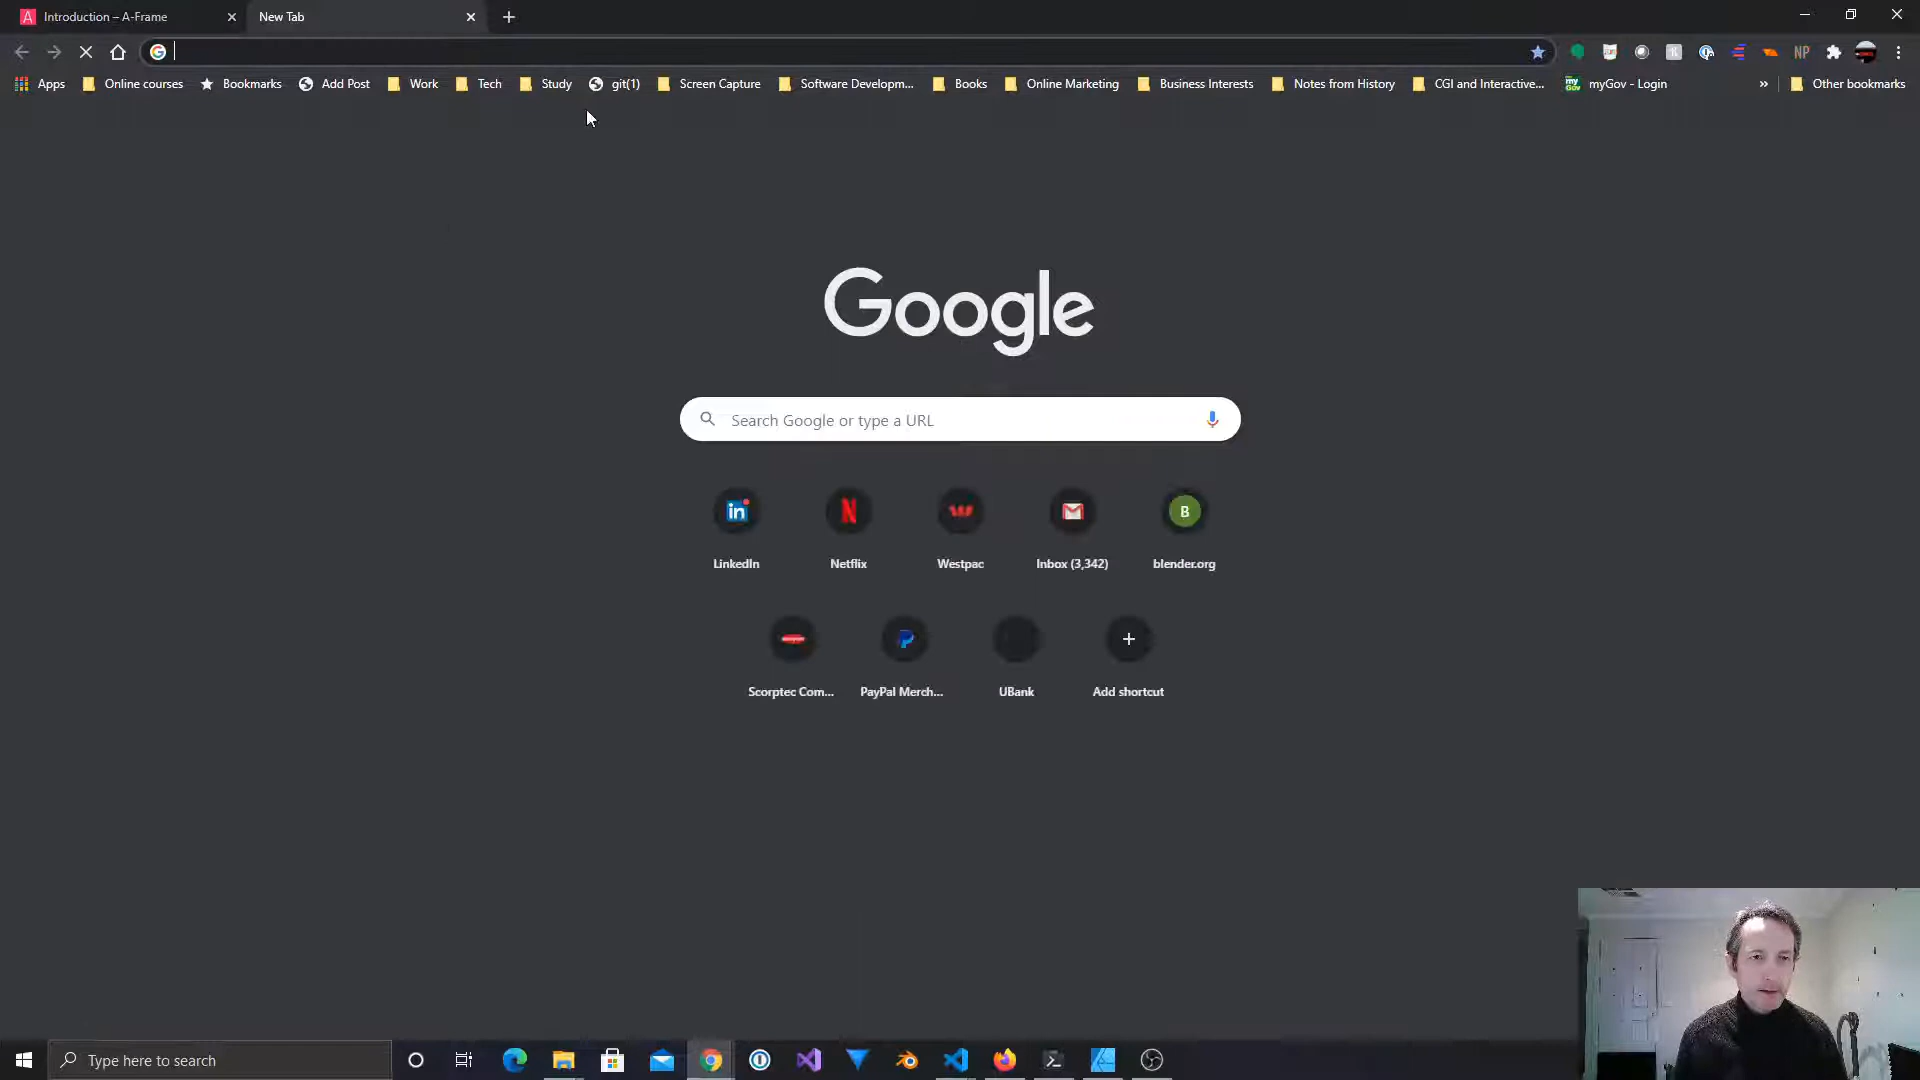 Introduction – A-Frame
New Tab
Apps
Online courses
Bookmarks
Add Post
Work
Tech
Study
git(1)
Screen Capture
Software Developm...
Books
Online Marketing
Business Interests
Notes from History
CGI and Interactive...
myGov - Login
»
Other bookmarks
NP
Google
Search Google or type a URL
LinkedIn
Netflix
Westpac
Inbox (3,342)
blender.org
Scorptec Com...
PayPal Merch...
UBank
Add shortcut
Type here to search